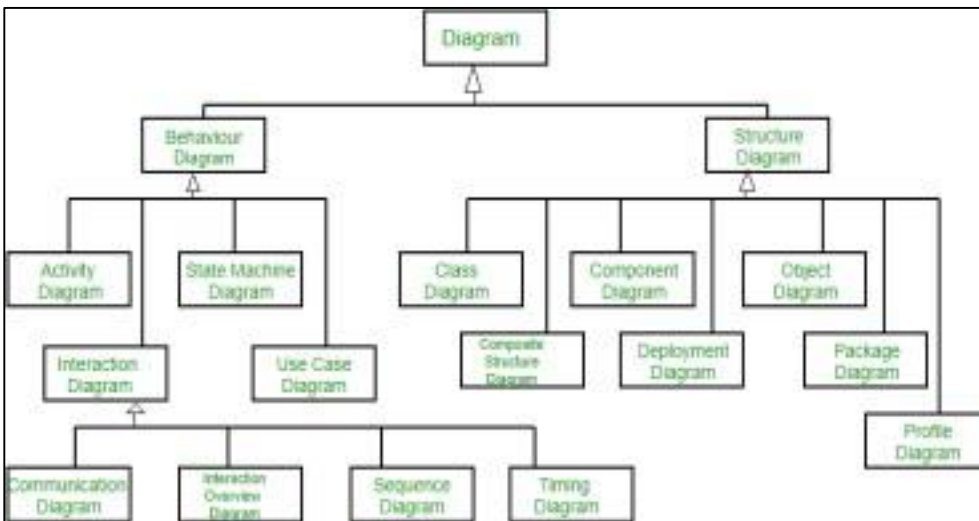 Diagram
Behaviour
Diagram
Structure
Diagram
Activity
Diagram
State Machine
Diagram
Class
Diagram
Component
Diagram
Object
Diagram
Interaction
Diagram
Use Case
Diagram
Composite
Structure
Diagram
Deployment
Diagram
Package
Diagram
Profile
Diagram
Communication
Diagram
Interaction
Overview
Diagram
Sequence
Diagram
Timing
Diagram